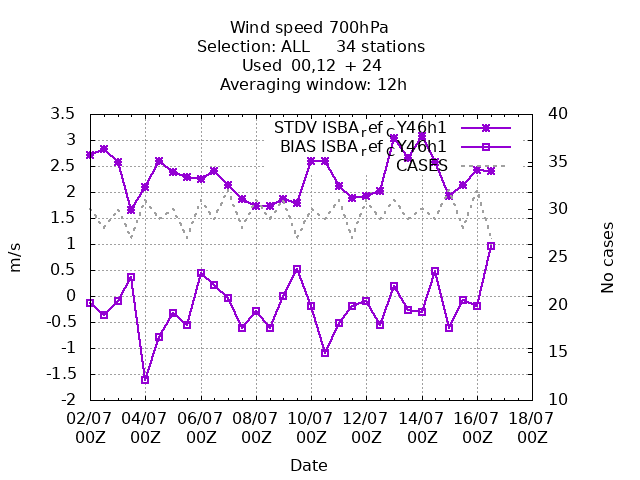 Wind speed 700hPa
Selection: ALL 34 stations
Used 00,12 + 24
Averaging window: 12h
STDV ISBA_ref_CY46h1
BIAS ISBA_ref_CY46h1
CASES
3.5
3
2.5
2
1.5
1
0.5
0
-0.5
-1
-1.5
-2
m/s
40
35
30
25
20
15
10
No cases
02/07 04/07 06/07 08/07 10/07 12/07 14/07 16/07 18/07
00Z 00Z 00Z 00Z 00Z 00Z 00Z 00Z 00Z
Date